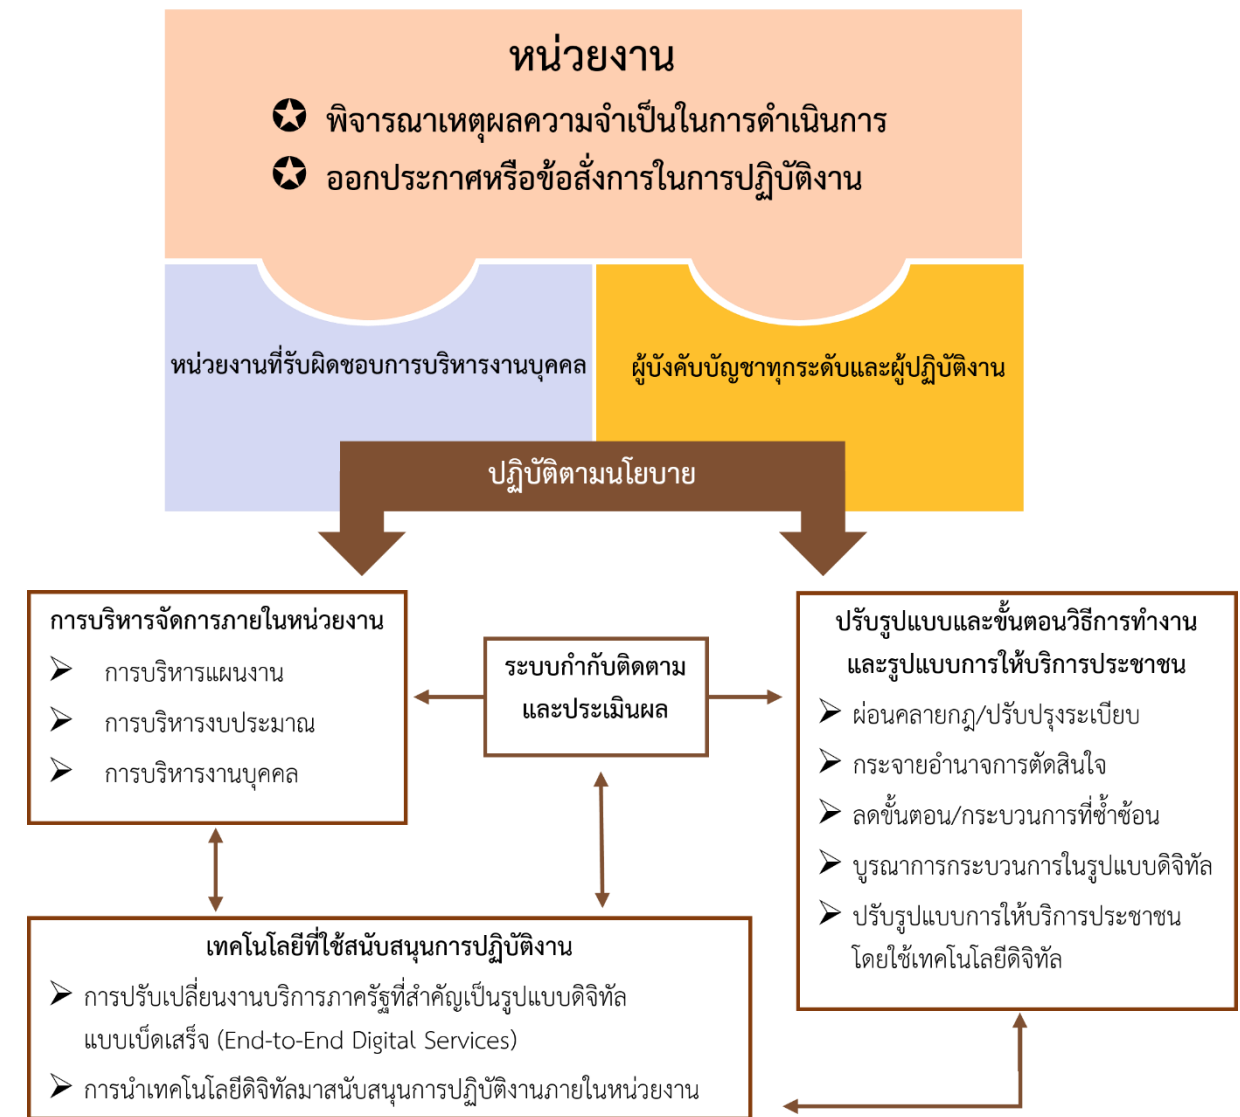 หน่วยงาน
พิจารณาเหตุผลความจำเป็นในการดำเนินการ
ออกประกาศหรือข้อสั่งการในการปฏิบัติงาน
หน่วยงานที่รับผิดชอบการบริหารงานบุคคล
ผู้บังคับบัญชาทุกระดับและผู้ปฏิบัติงาน
ปฏิบัติตามนโยบาย
การบริหารจัดการภายในหน่วยงาน
การบริหารแผนงาน
การบริหารงบประมาณ
การบริหารงานบุคคล
ระบบกำกับติดตาม
และประเมินผล
ปรับรูปแบบและขั้นตอนวิธีการทำงาน
และรูปแบบการให้บริการประชาชน
ผ่อนคลายกฎ/ปรับปรุงระเบียบ
กระจายอำนาจการตัดสินใจ
ลดขั้นตอน/กระบวนการที่ซ้ำซ้อน
บูรณาการกระบวนการในรูปแบบดิจิทัล
ปรับรูปแบบการให้บริการประชาชน
โดยใช้เทคโนโลยีดิจิทัล
เทคโนโลยีที่ใช้สนับสนุนการปฏิบัติงาน
การปรับเปลี่ยนงานบริการภาครัฐที่สำคัญเป็นรูปแบบดิจิทัล
แบบเบ็ดเสร็จ (End-to-End Digital Services)
การนำเทคโนโลยีดิจิทัลมาสนับสนุนการปฏิบัติงานภายในหน่วยงาน